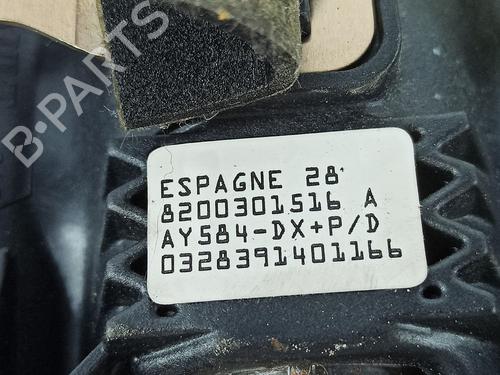 B-PARTS
ESPAGNE 28
8200301516 A
AY584-DX+P/D
0328391401166